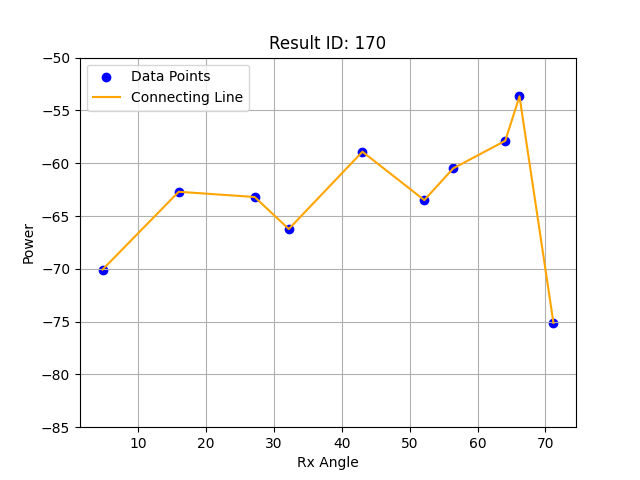 Result ID: 170
Data Points
Connecting Line
Power
−50
−55
−60
−65
−70
−75
−80
−85
10 20 30 40 50 60 70
Rx Angle